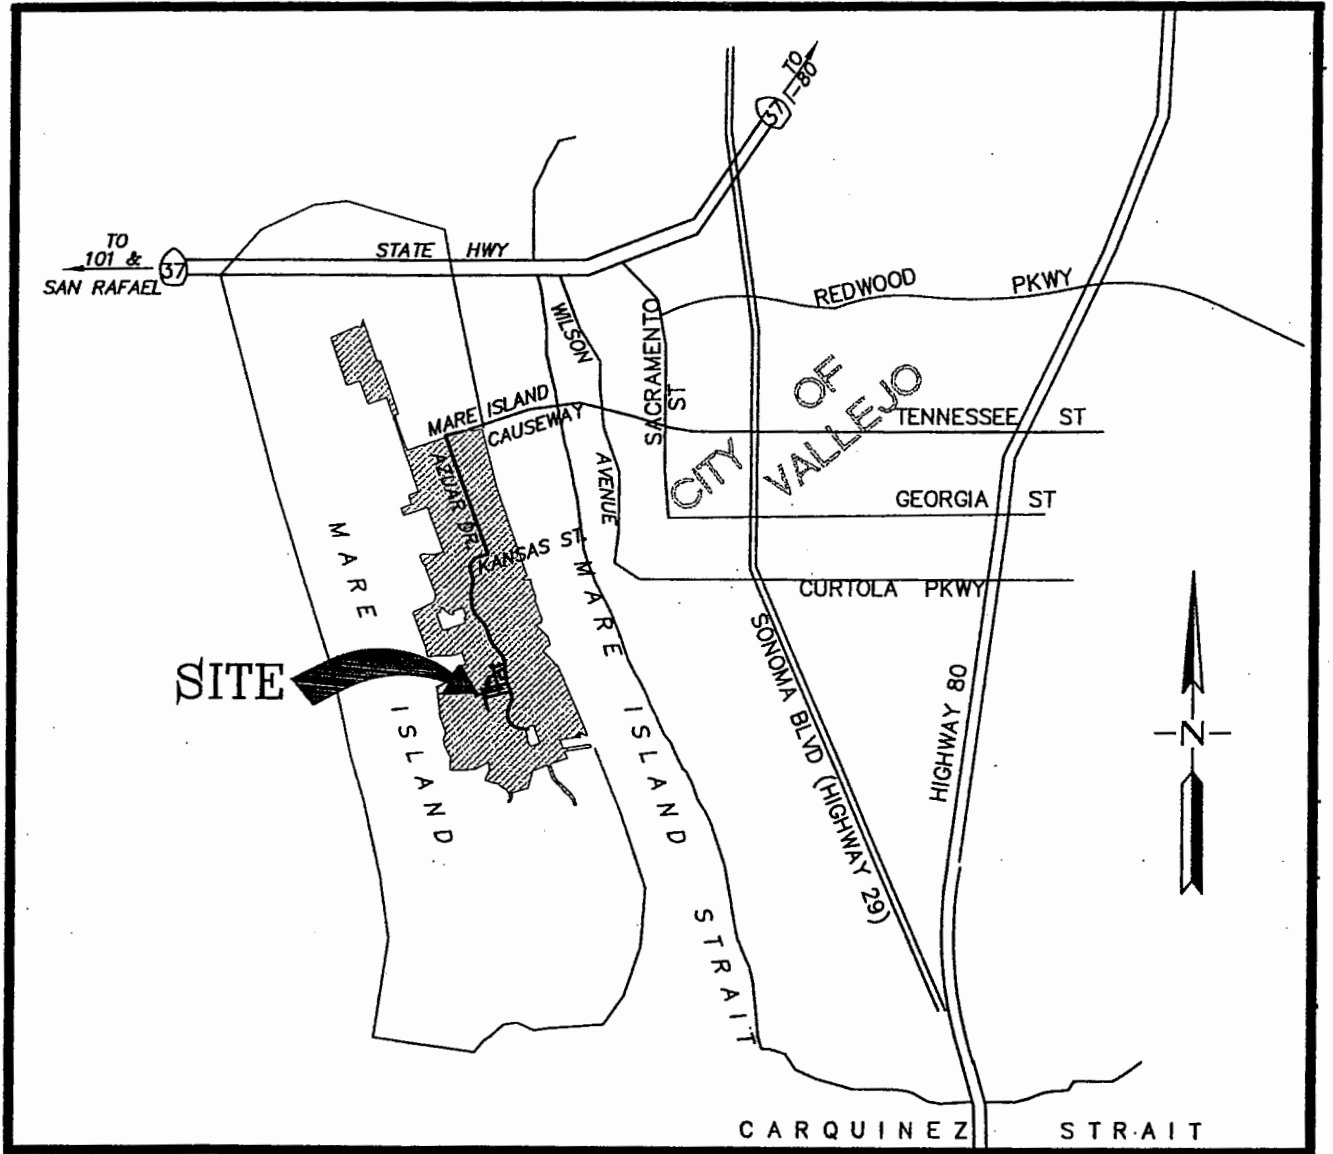 TO
I-80
37
TO
101 &
SAN RAFAEL
37
STATE HWY
REDWOOD PKWY
WILSON
AVENUE
SACRAMENTO
ST
MARE ISLAND
CAUSEWAY
CITY
OF
VALLEJO
TENNESSEE ST
AZUAR DR.
GEORGIA ST
KANSAS ST.
CURTOLA PKWY
MARE
ISLAND
MARE
ISLAND
STRAIT
SITE
SONOMA BLVD (HIGHWAY 29)
HIGHWAY 80
N
CARQUINEZ STRAIT